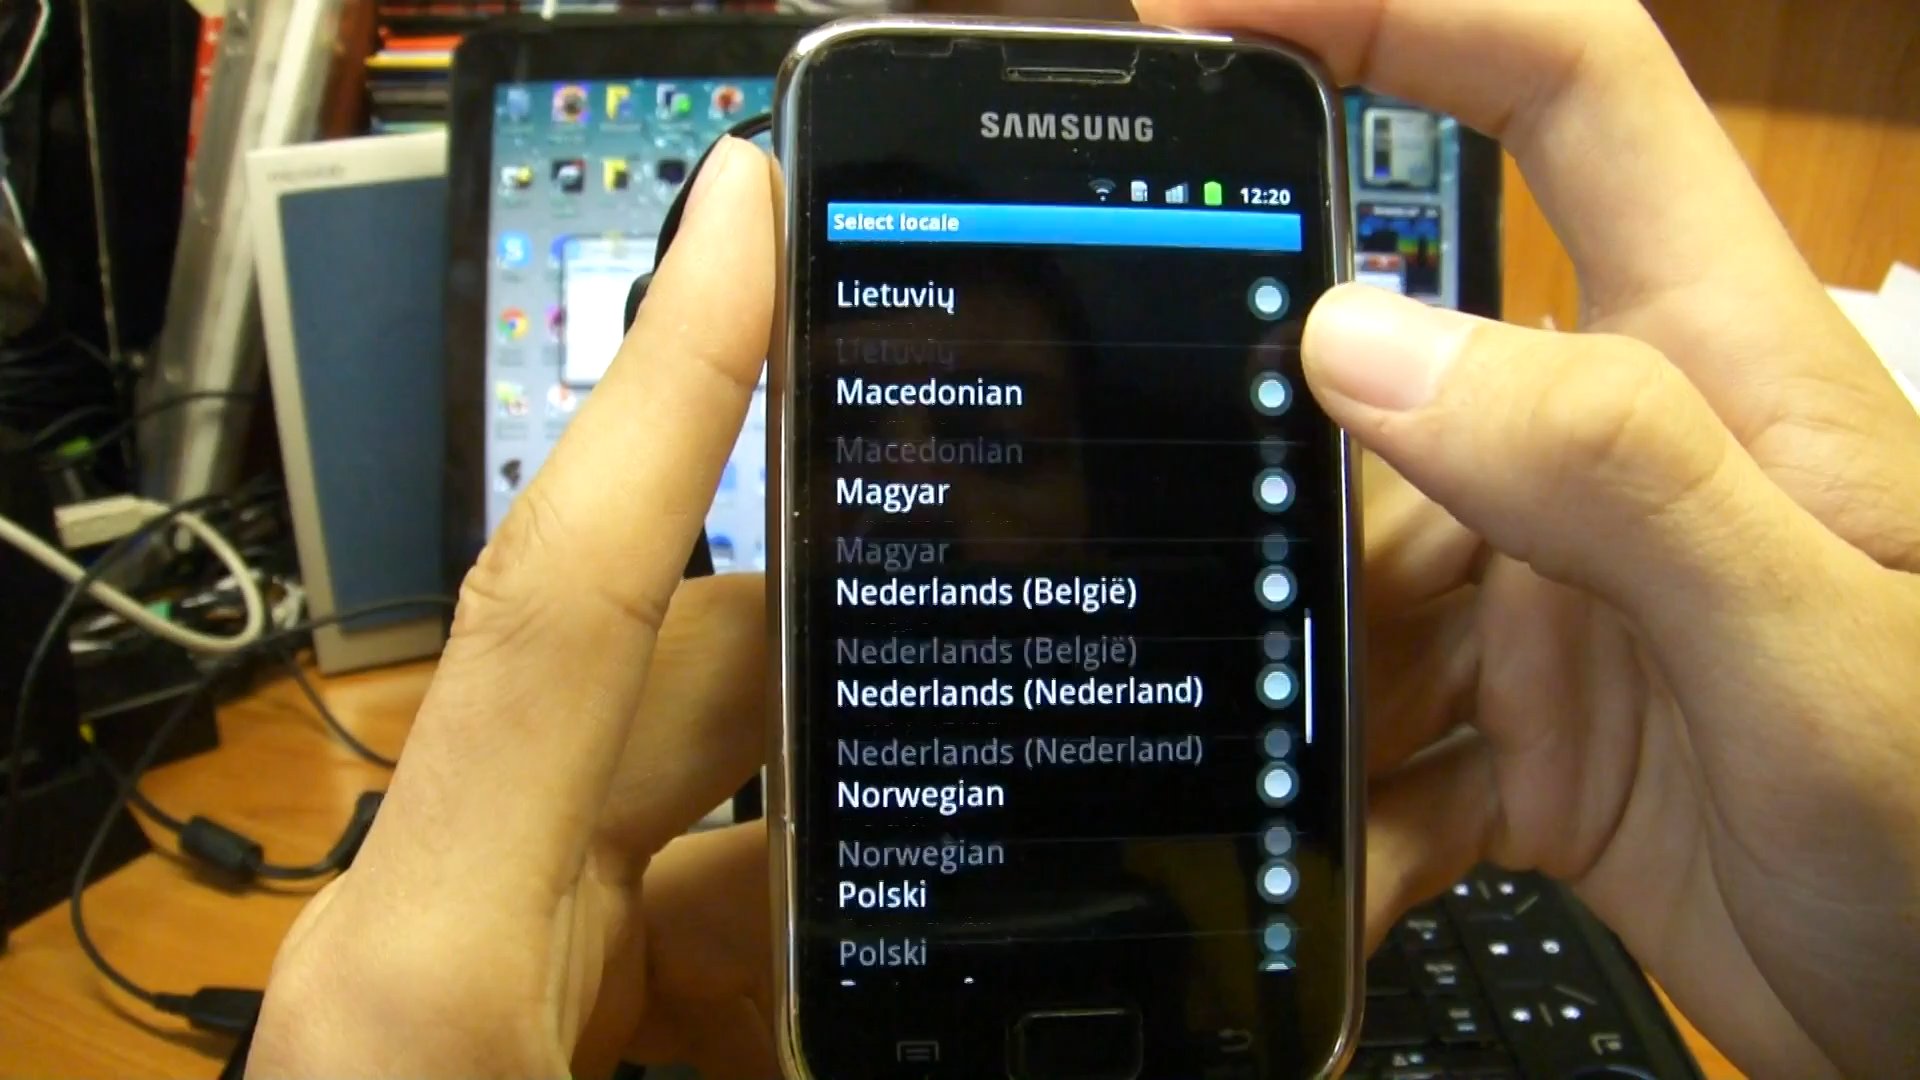 SAMSUNG
12:20
Select locale
Lietuvių
Lietuvių
Macedonian
Macedonian
Magyar
Magyar
Nederlands (België)
Nederlands (België)
Nederlands (Nederland)
Nederlands (Nederland)
Norwegian
Norwegian
Polski
Polski